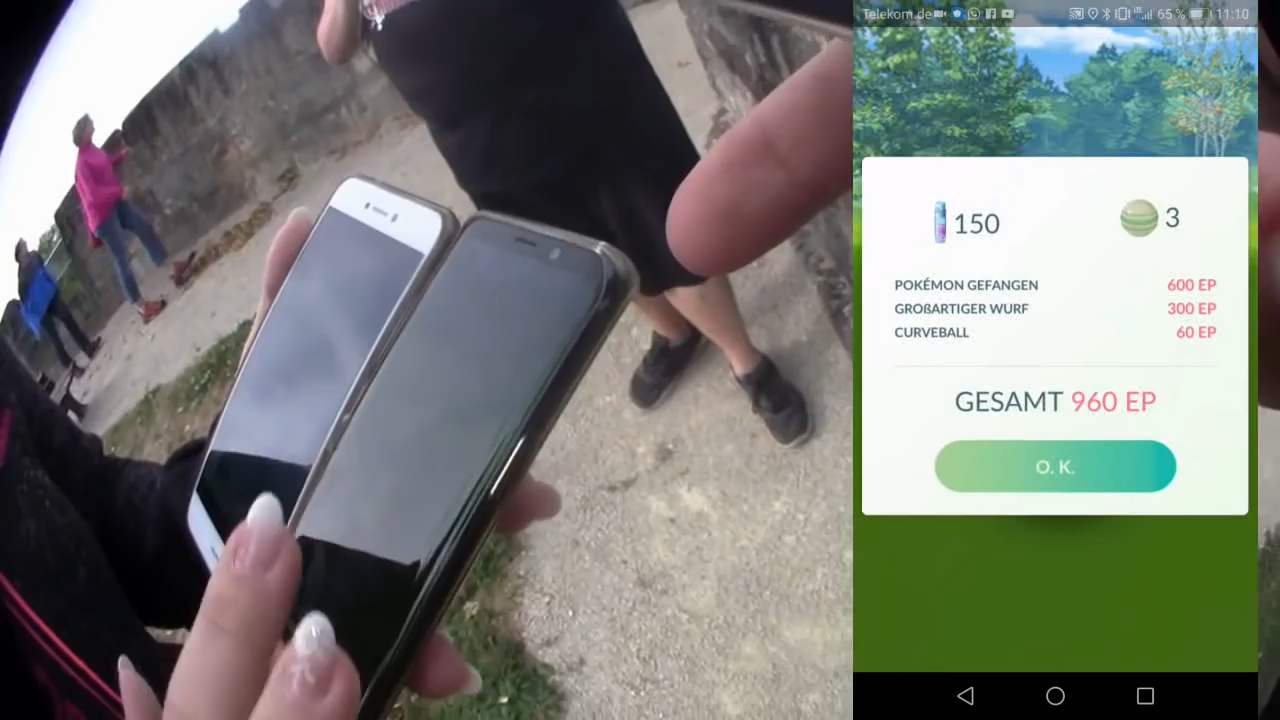 Telekom.de 65 % 11:10
150 3
POKÉMON GEFANGEN 600 EP
GROẞARTIGER WURF 300 EP
CURVEBALL 60 EP
GESAMT 960 EP
O. K.